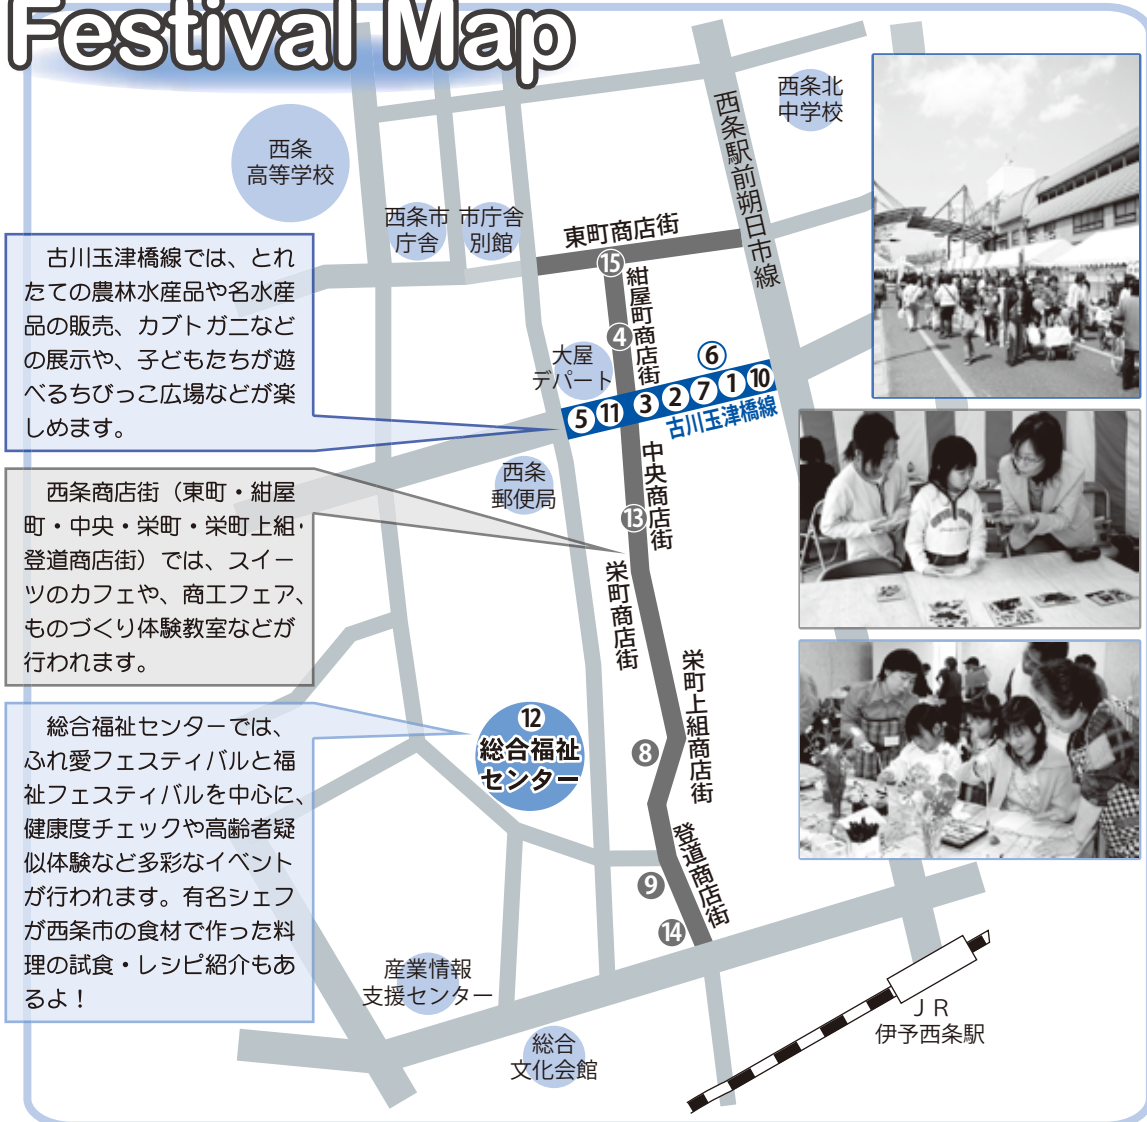 Festival Map
西条
高等学校
西条北
中学校
西条駅前朔日市線
西条市
庁舎
市庁舎
別館
東町商店街
⑮
紺屋町商店街
④
大屋
デパート
⑥
⑤⑪③②⑦①⑩
古川玉津橋線
古川玉津橋線では、とれ
たての農林水産品や名水産
品の販売、カブトガニなど
の展示や、子どもたちが遊
べるちびっこ広場などが楽
しめます。
西条
郵便局
中央商店街
⑬
西条商店街（東町・紺屋
町・中央・栄町・栄町上組・
登道商店街）では、スイー
ツのカフェや、商工フェア、
ものづくり体験教室などが
行われます。
栄町商店街
栄町上組商店街
⑧
⑫
総合福祉
センター
総合福祉センターでは、
ふれ愛フェスティバルと福
祉フェスティバルを中心に、
健康度チェックや高齢者疑
似体験など多彩なイベント
が行われます。有名シェフ
が西条市の食材で作った料
理の試食・レシピ紹介もあ
るよ！
登道商店街
⑨
⑭
産業情報
支援センター
総合
文化会館
ＪＲ
伊予西条駅